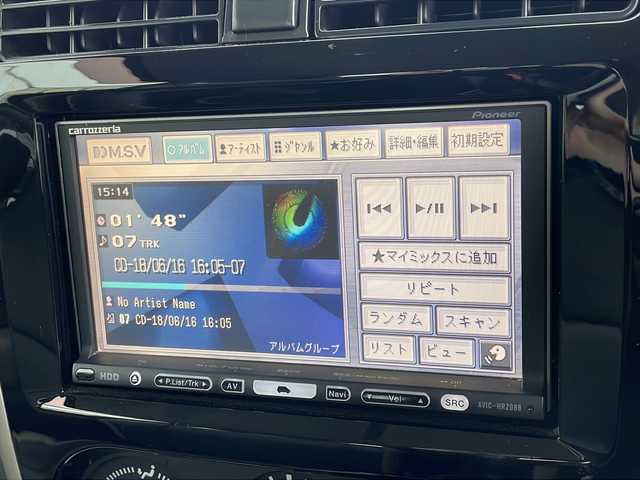 carrozzeria
Pioneer
M.S.V
アルバム
アーティスト
ジャンル
★お好み
詳細・編集
初期設定
15:14
01' 48"
07 TRK
CD-18/06/16 16:05-07
No Artist Name
07 CD-18/06/16 16:05
アルバムグループ
★マイミックスに追加
リピート
ランダム
スキャン
リスト
ビュー
HDD
P.List/Trk
AV
Navi
Vol
SRC